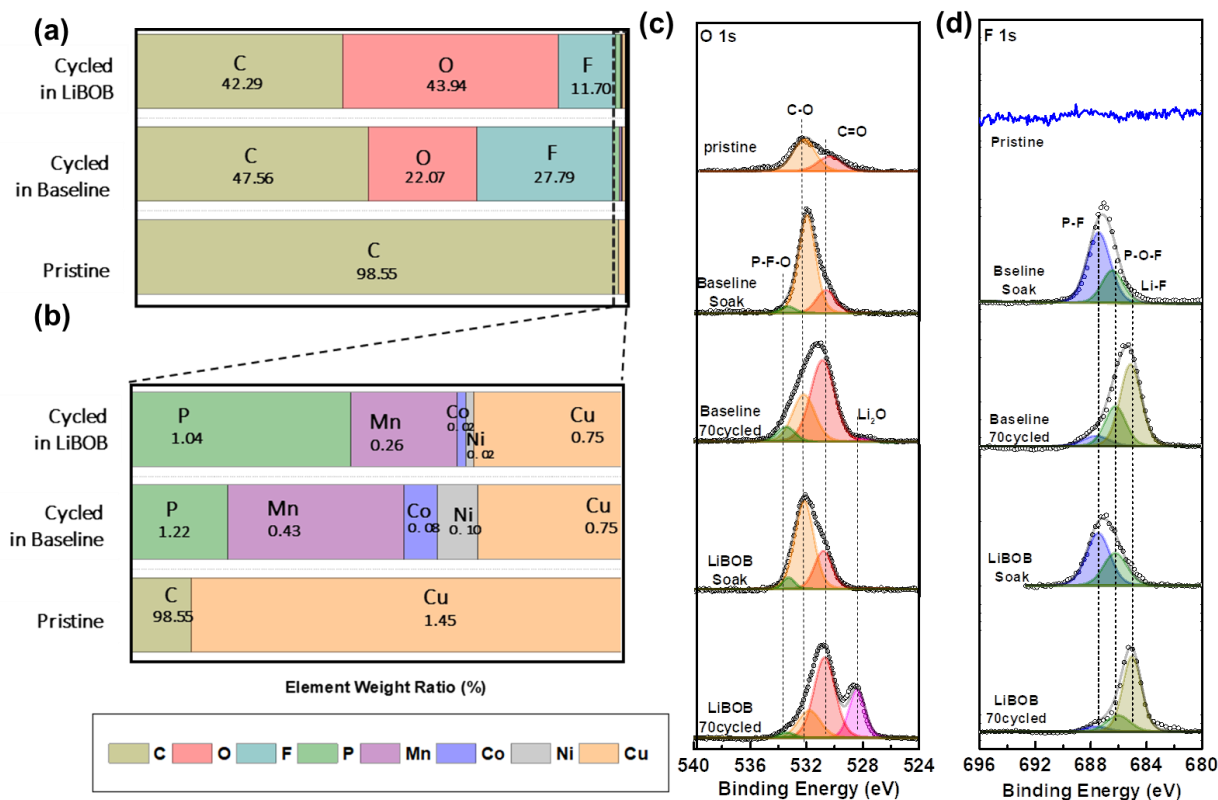 (a)
Cycled
in LiBOB
C
42.29
O
43.94
F
11.70
Cycled
in Baseline
C
47.56
O
22.07
F
27.79
Pristine
C
98.55
(b)
Cycled
in LiBOB
P
1.04
Mn
0.26
Co
0.02
Ni
0.02
Cu
0.75
Cycled
in Baseline
P
1.22
Mn
0.43
Co
0.08
Ni
0.10
Cu
0.75
Pristine
C
98.55
Cu
1.45
Element Weight Ratio (%)
C O F P Mn Co Ni Cu
(c)
O 1s
C-O
C=O
pristine
P-F-O
Baseline
Soak
Li2O
Baseline
70cycled
LiBOB
Soak
LiBOB
70cycled
540 536 532 528 524
Binding Energy (eV)
(d)
F 1s
Pristine
P-F
P-O-F
Li-F
Bseline
Soak
Baseline
70cycled
LiBOB
Soak
LiBOB
70cycled
696 692 688 684 680
Binding Energy (eV)